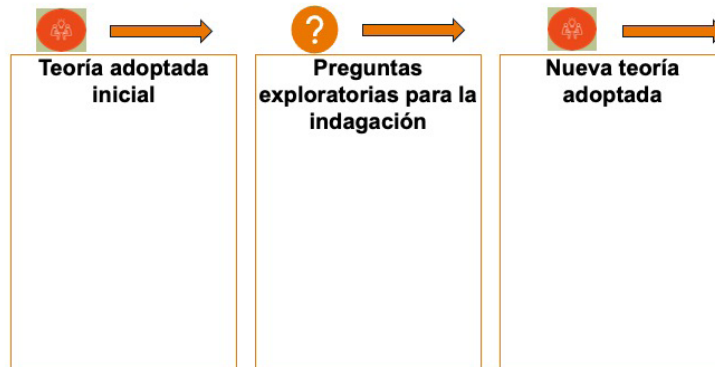 ?
Teoría adoptada
inicial
Preguntas
exploratorias para la
indagación
Nueva teoría
adoptada